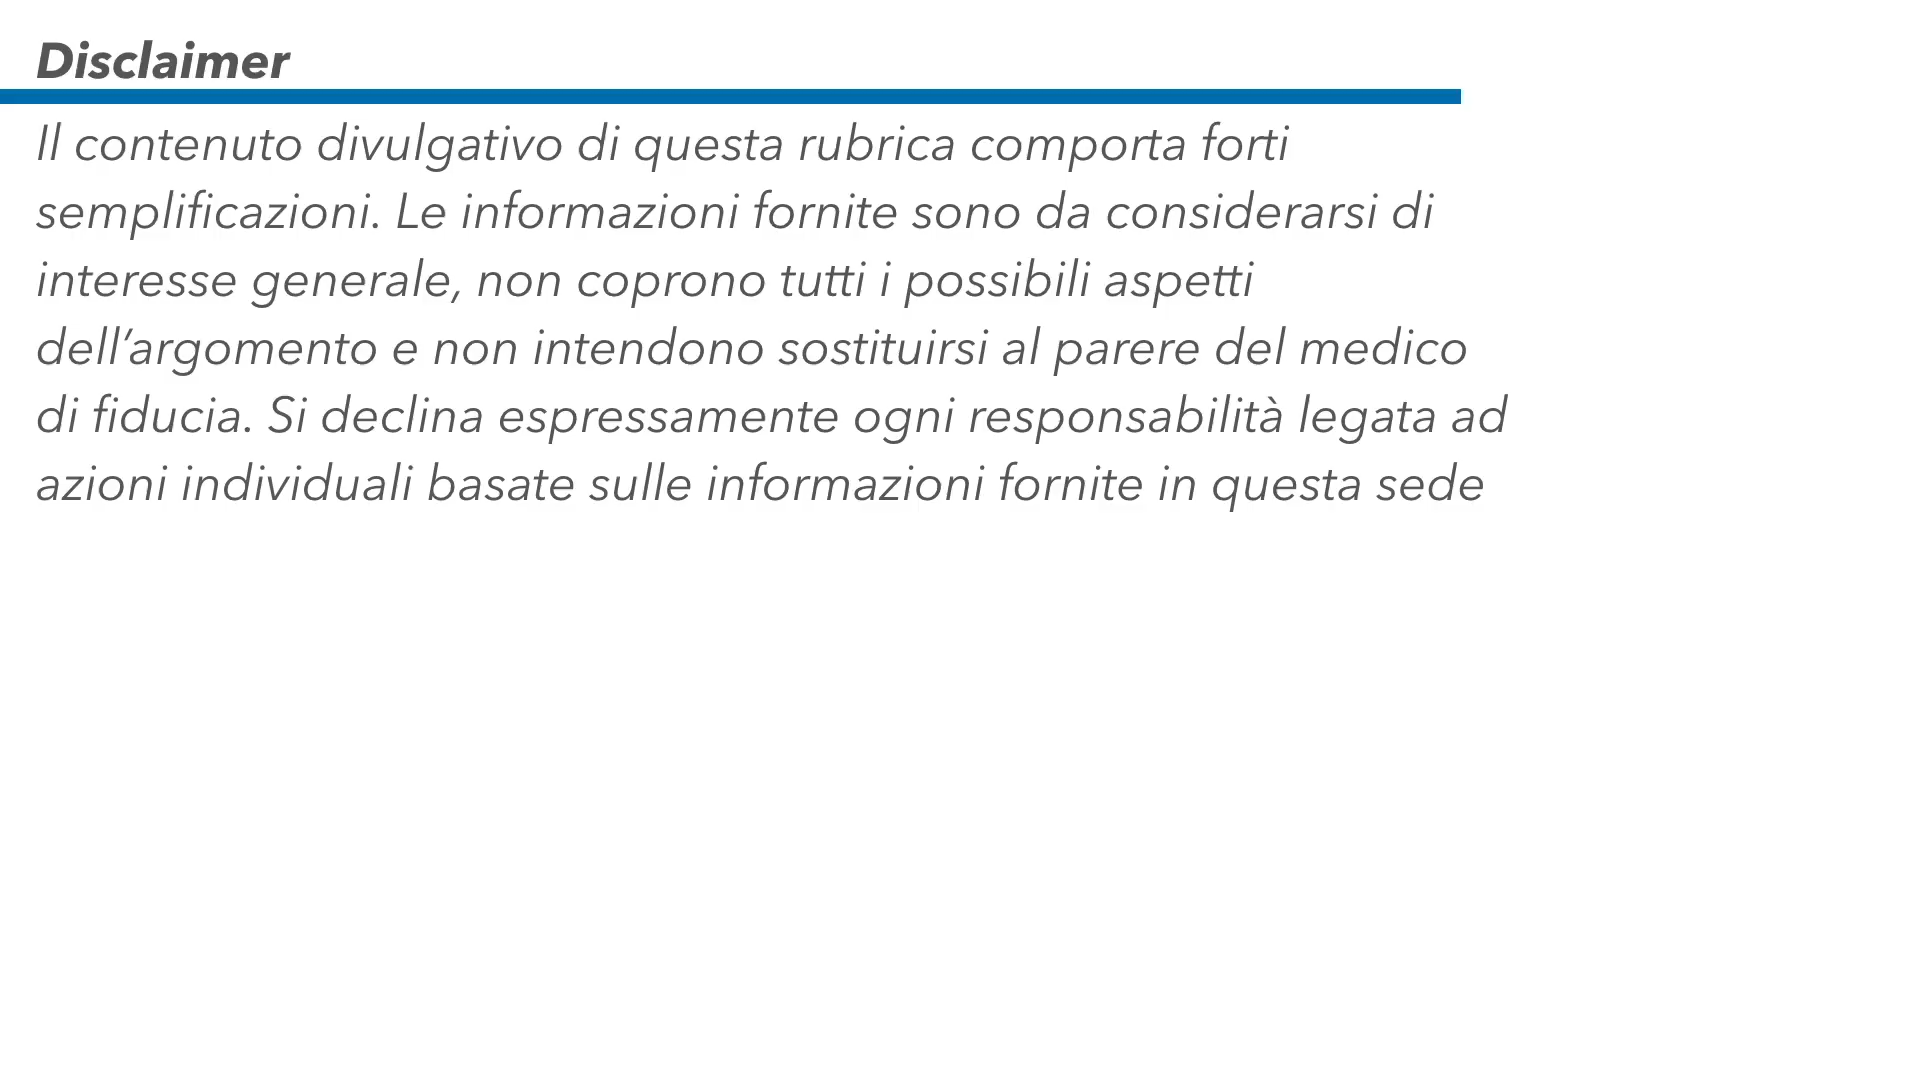 Disclaimer
Il contenuto divulgativo di questa rubrica comporta forti
semplificazioni. Le informazioni fornite sono da considerarsi di
interesse generale, non coprono tutti i possibili aspetti
dell’argomento e non intendono sostituirsi al parere del medico
di fiducia. Si declina espressamente ogni responsabilità legata ad
azioni individuali basate sulle informazioni fornite in questa sede